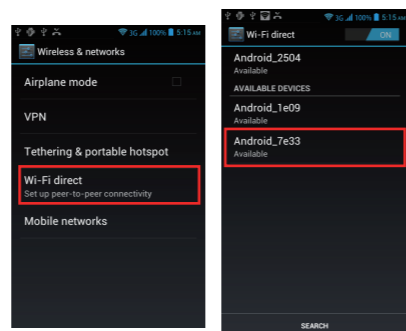 3G 100% 5:15 AM
Wireless & networks
Airplane mode
VPN
Tethering & portable hotspot
Wi-Fi direct
Set up peer-to-peer connectivity
Mobile networks
3G 100% 5:15 AM
Wi-Fi direct ON
Android_2504
Available
AVAILABLE DEVICES
Android_1e09
Available
Android_7e33
Available
SEARCH